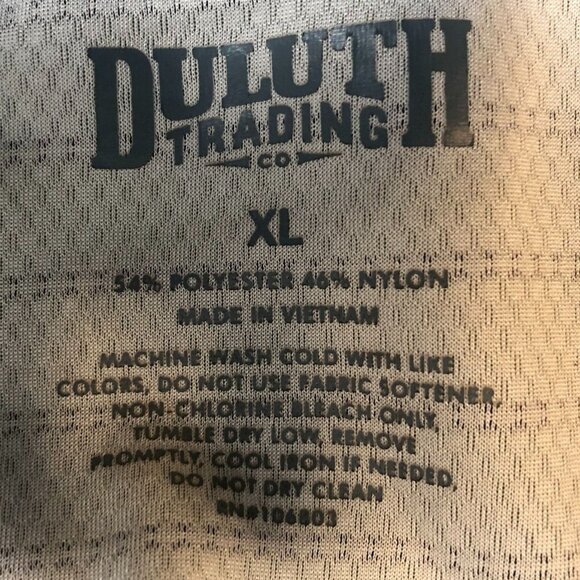 DULUTH
TRADING
CO
XL
54% POLYESTER 46% NYLON
MADE IN VIETNAM
MACHINE WASH COLD WITH LIKE
COLORS, DO NOT USE FABRIC SOFTENER,
NON-CHLORINE BLEACH ONLY,
TUMBLE DRY LOW, REMOVE
PROMPTLY, COOL IRON IF NEEDED,
DO NOT DRY CLEAN
RN#106803